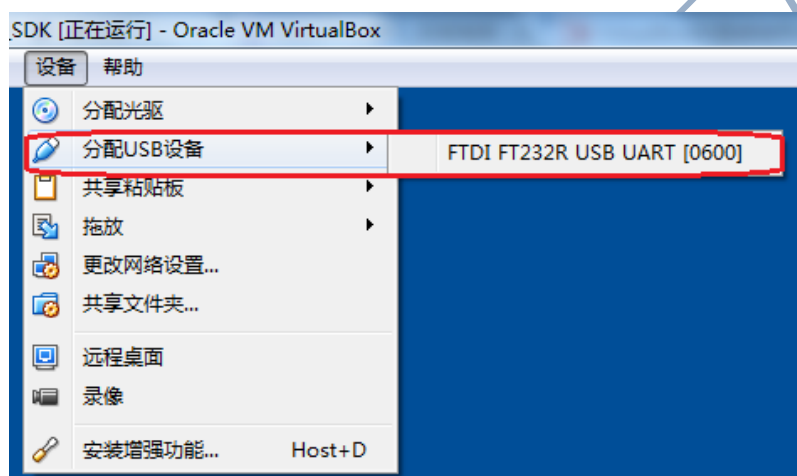 _SDK [正在运行] - Oracle VM VirtualBox
设备 帮助
分配光驱
分配USB设备 FTDI FT232R USB UART [0600]
共享粘贴板
拖放
更改网络设置...
共享文件夹...
远程桌面
录像
安装增强功能... Host+D